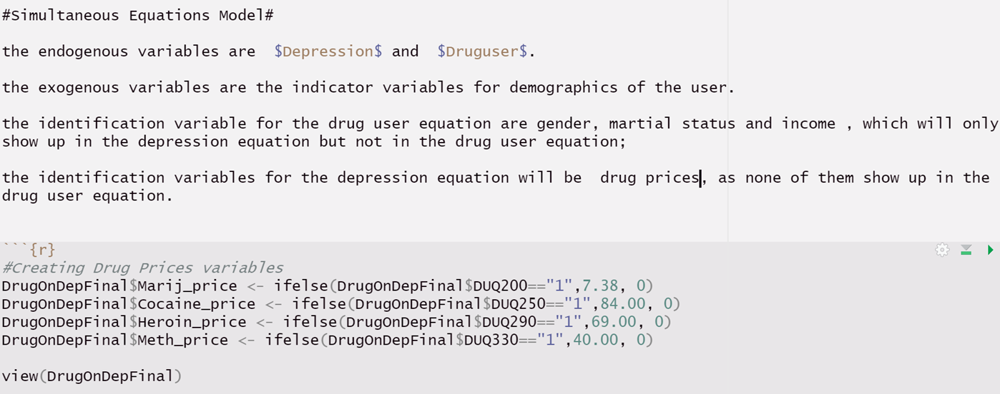 #Simultaneous Equations Model#
the endogenous variables are  $Depression$ and  $Druguser$.
the exogenous variables are the indicator variables for demographics of the user.
the identification variable for the drug user equation are gender, martial status and income , which will only
show up in the depression equation but not in the drug user equation;
the identification variables for the depression equation will be  drug prices, as none of them show up in the
drug user equation.
```{r}
#Creating Drug Prices variables
DrugOnDepFinal$Marij_price <- ifelse(DrugOnDepFinal$DUQ200=="1",7.38, 0)
DrugOnDepFinal$Cocaine_price <- ifelse(DrugOnDepFinal$DUQ250=="1",84.00, 0)
DrugOnDepFinal$Heroin_price <- ifelse(DrugOnDepFinal$DUQ290=="1",69.00, 0)
DrugOnDepFinal$Meth_price <- ifelse(DrugOnDepFinal$DUQ330=="1",40.00, 0)
view(DrugOnDepFinal)